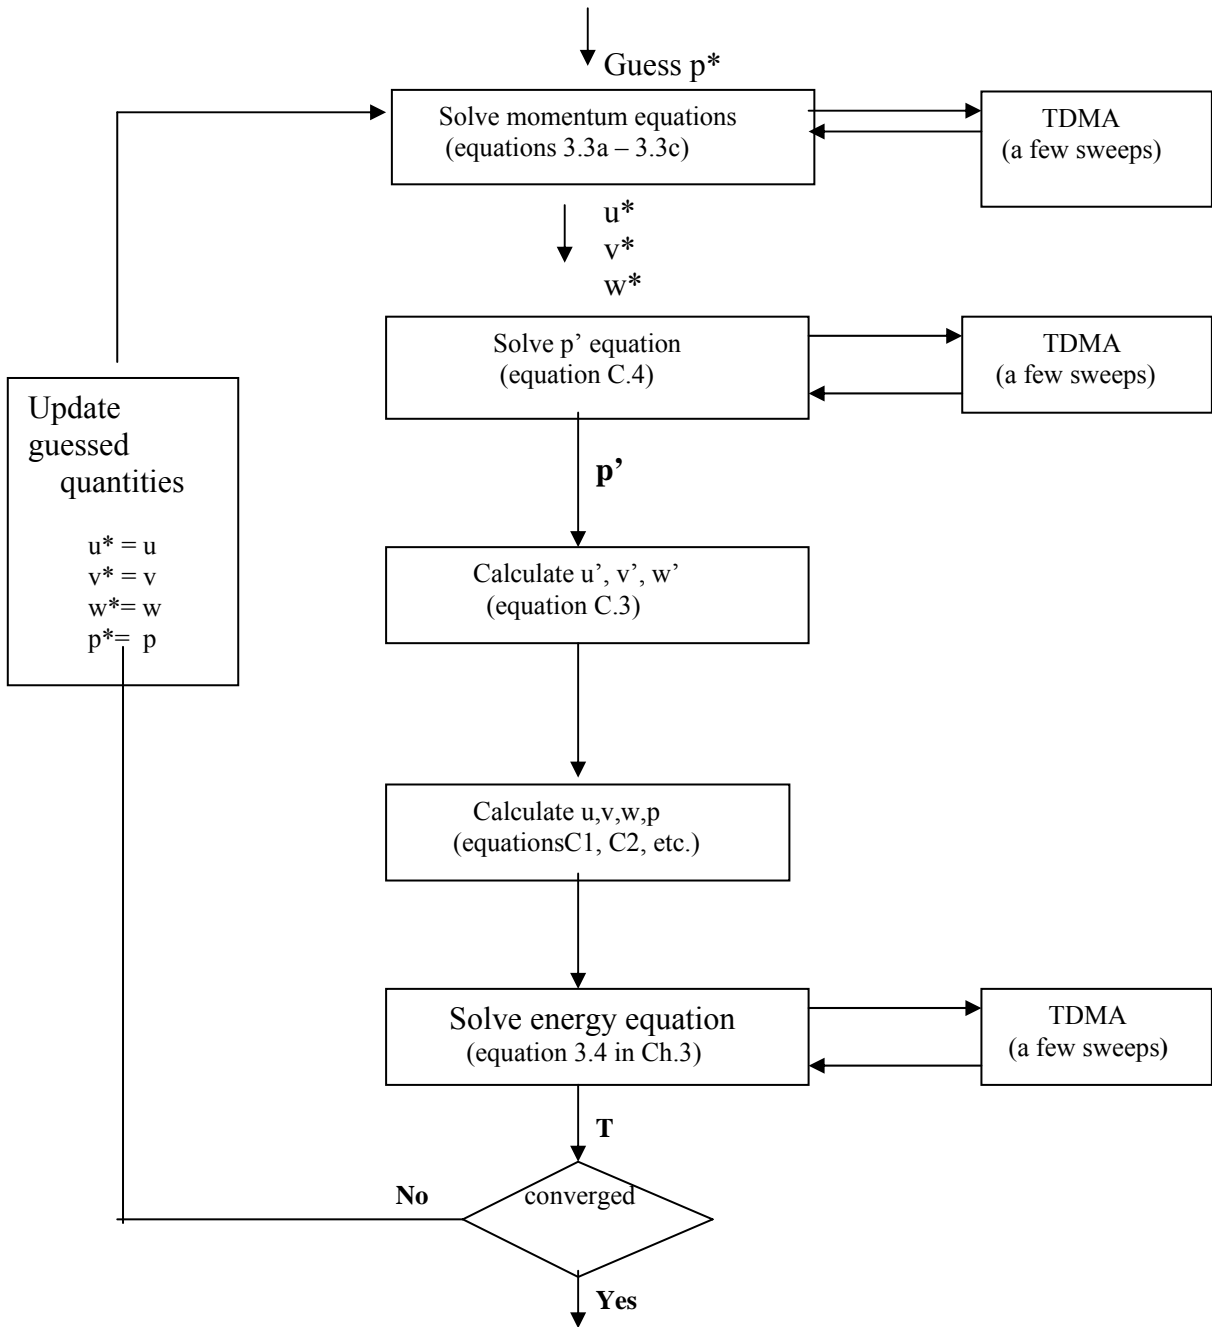 Guess p*
Solve momentum equations
(equations 3.3a – 3.3c)
TDMA
(a few sweeps)
u*
v*
w*
Solve p’ equation
(equation C.4)
TDMA
(a few sweeps)
Update
guessed
quantities
u* = u
v* = v
w*= w
p*= p
p’
Calculate u’, v’, w’
(equation C.3)
Calculate u,v,w,p
(equationsC1, C2, etc.)
Solve energy equation
(equation 3.4 in Ch.3)
TDMA
(a few sweeps)
T
No
converged
Yes